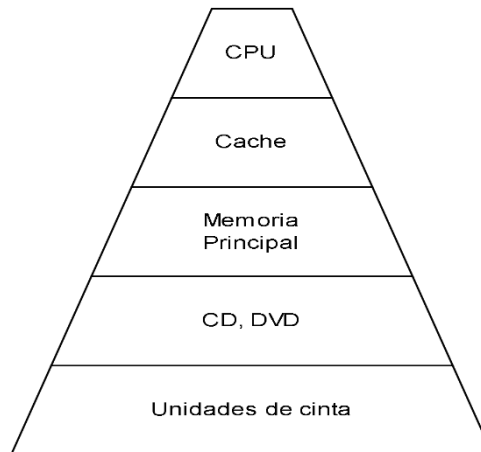 CPU
Cache
Memoria
Principal
CD, DVD
Unidades de cinta